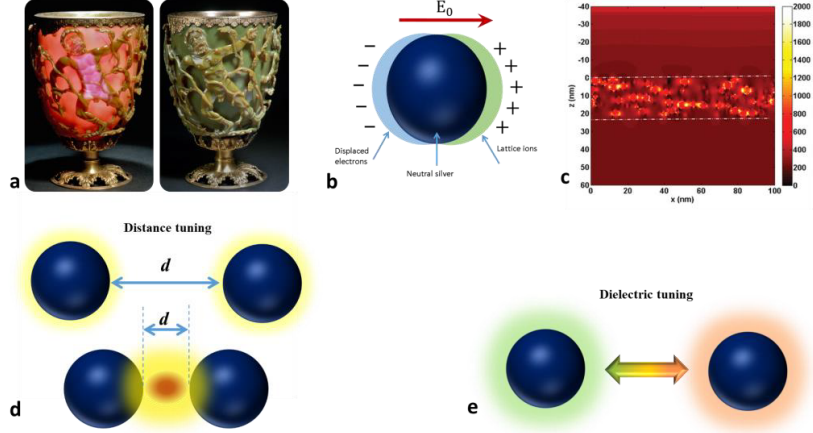 a
E₀
− − − − −
+ + + + +
Displaced
electrons
Neutral silver
Lattice ions
b
-40
-30
-20
-10
0
10
20
30
40
50
60
z (nm)
0 20 40 60 80 100
x (nm)
2000
1800
1600
1400
1200
1000
800
600
400
200
0
c
Distance tuning
d
d
d
Dielectric tuning
e